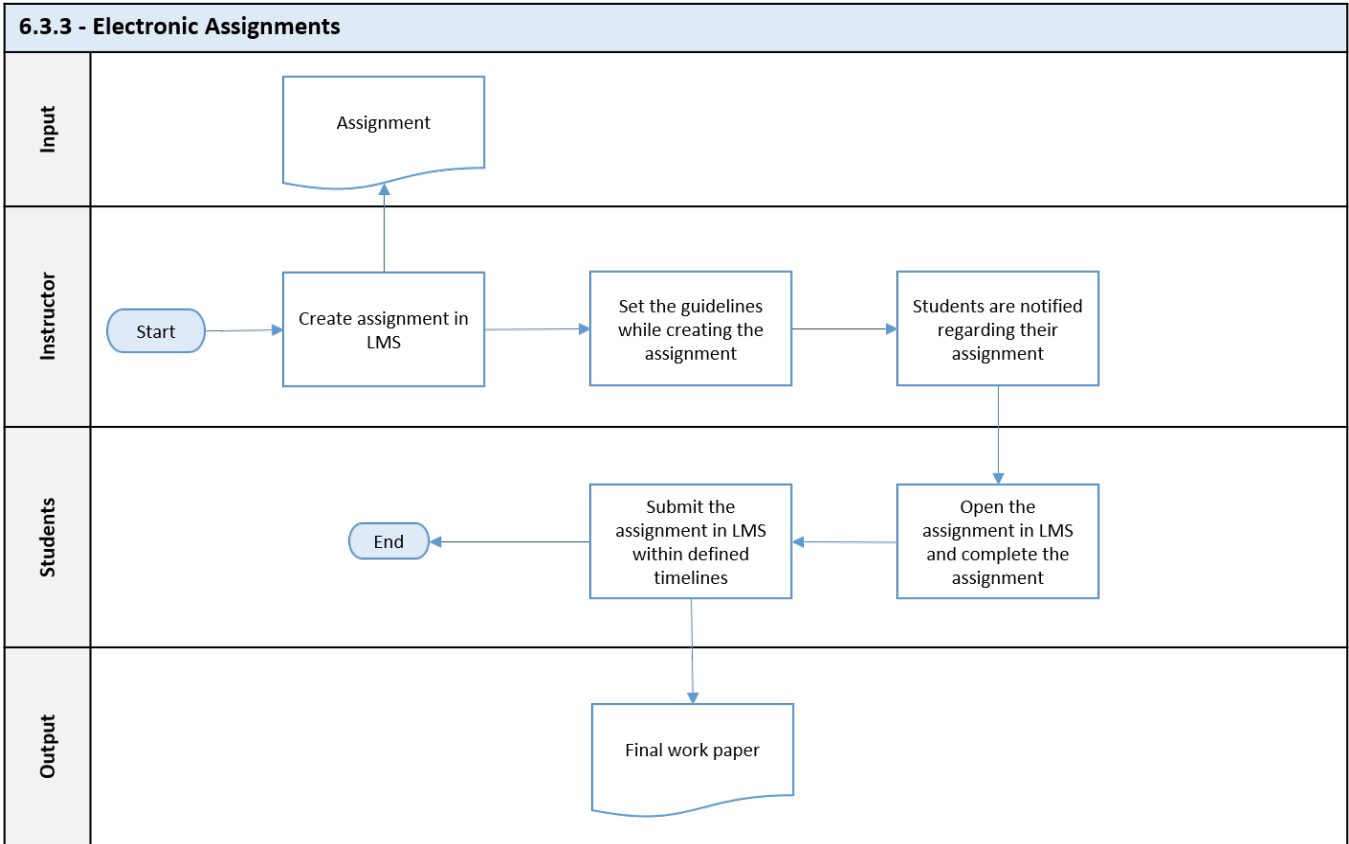 6.3.3 - Electronic Assignments
Input
Assignment
Instructor
Start
Create assignment in
LMS
Set the guidelines
while creating the
assignment
Students are notified
regarding their
assignment
Students
End
Submit the
assignment in LMS
within defined
timelines
Open the
assignment in LMS
and complete the
assignment
Output
Final work paper